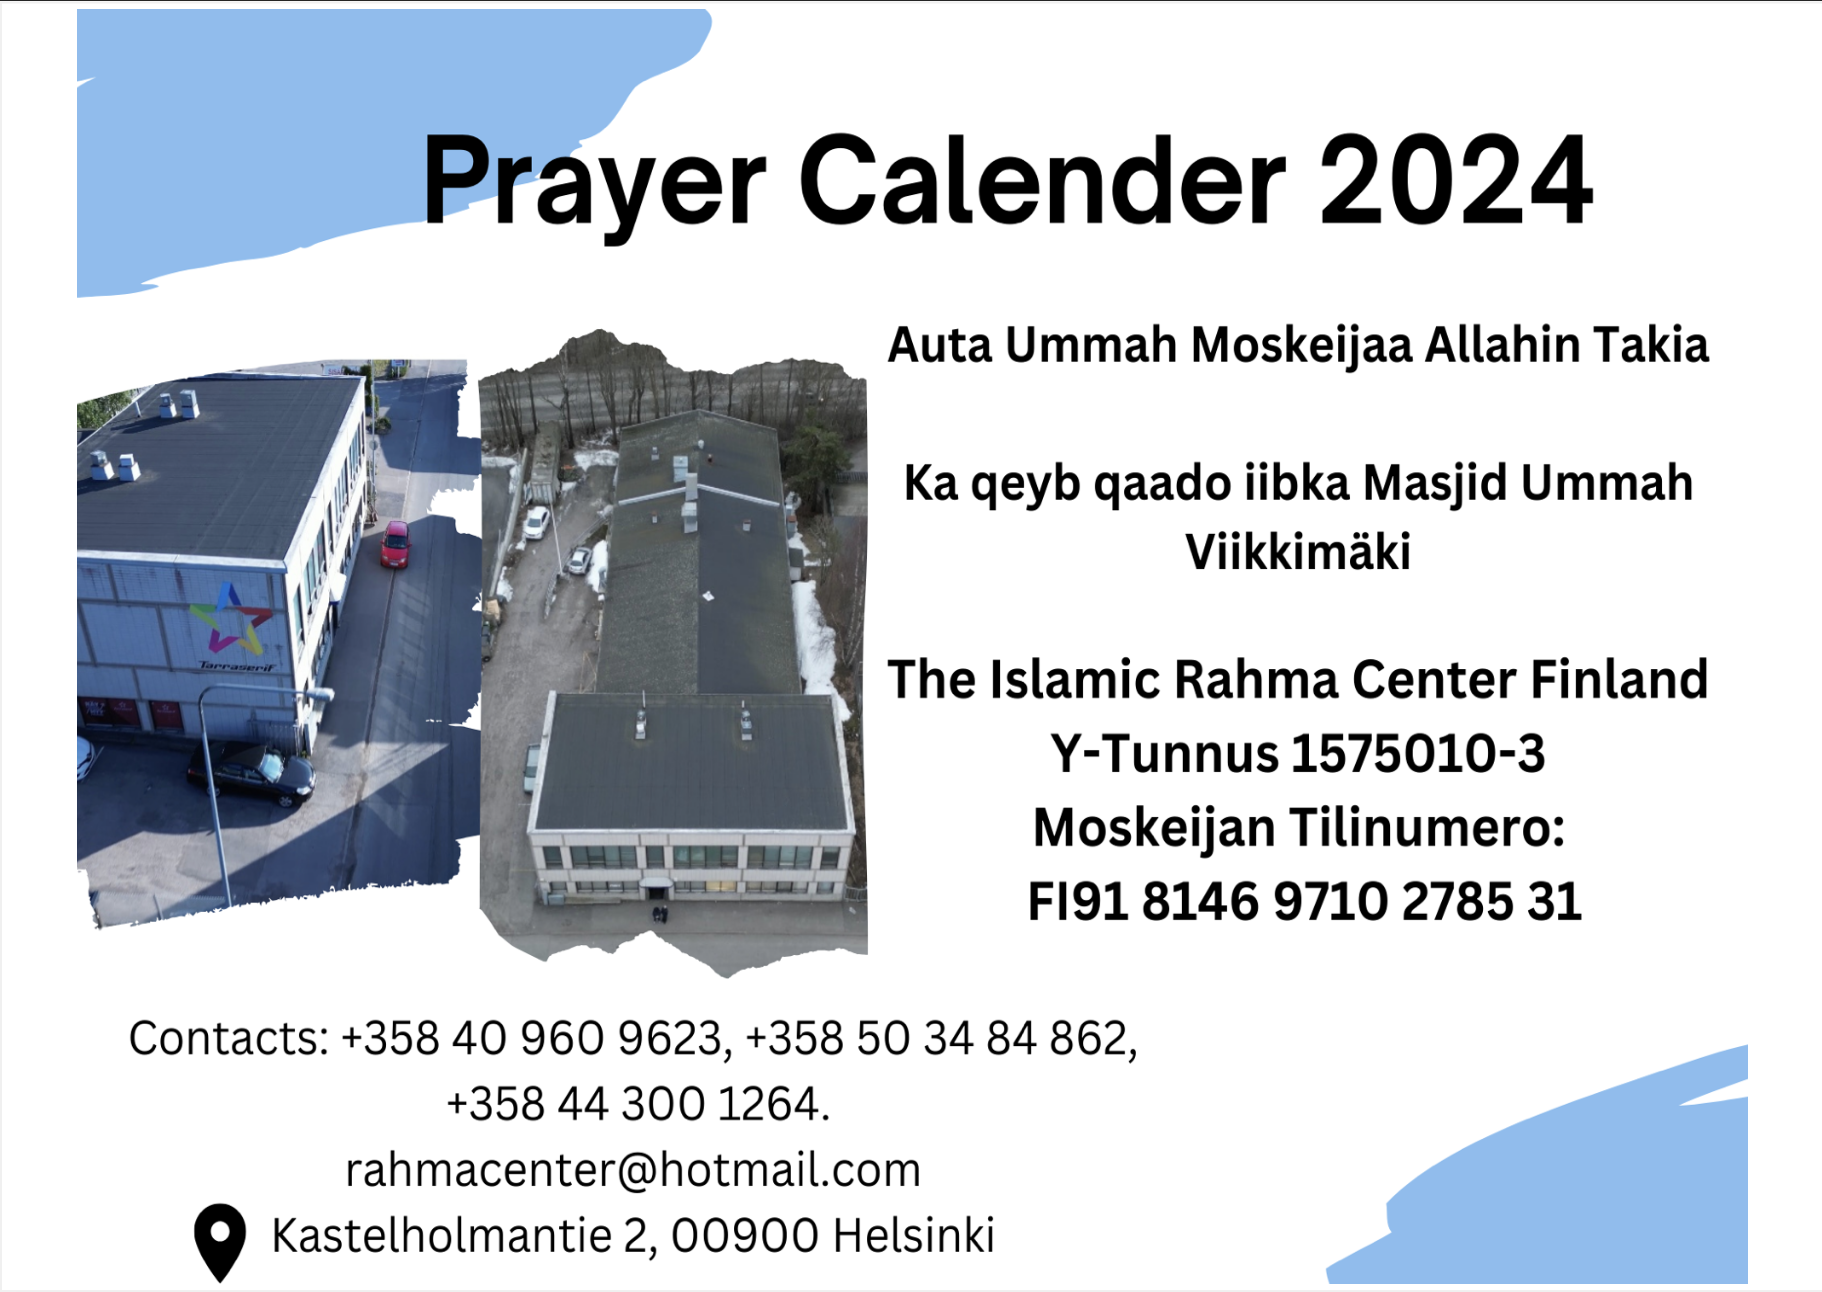 Prayer Calender 2024
Auta Ummah Moskeijaa Allahin Takia
Ka qeyb qaado iibka Masjid Ummah
Viikkimäki
The Islamic Rahma Center Finland
Y-Tunnus 1575010-3
Moskeijan Tilinumero:
FI91 8146 9710 2785 31
Tarraserif
Contacts: +358 40 960 9623, +358 50 34 84 862,
+358 44 300 1264.
rahmacenter@hotmail.com
Kastelholmantie 2, 00900 Helsinki